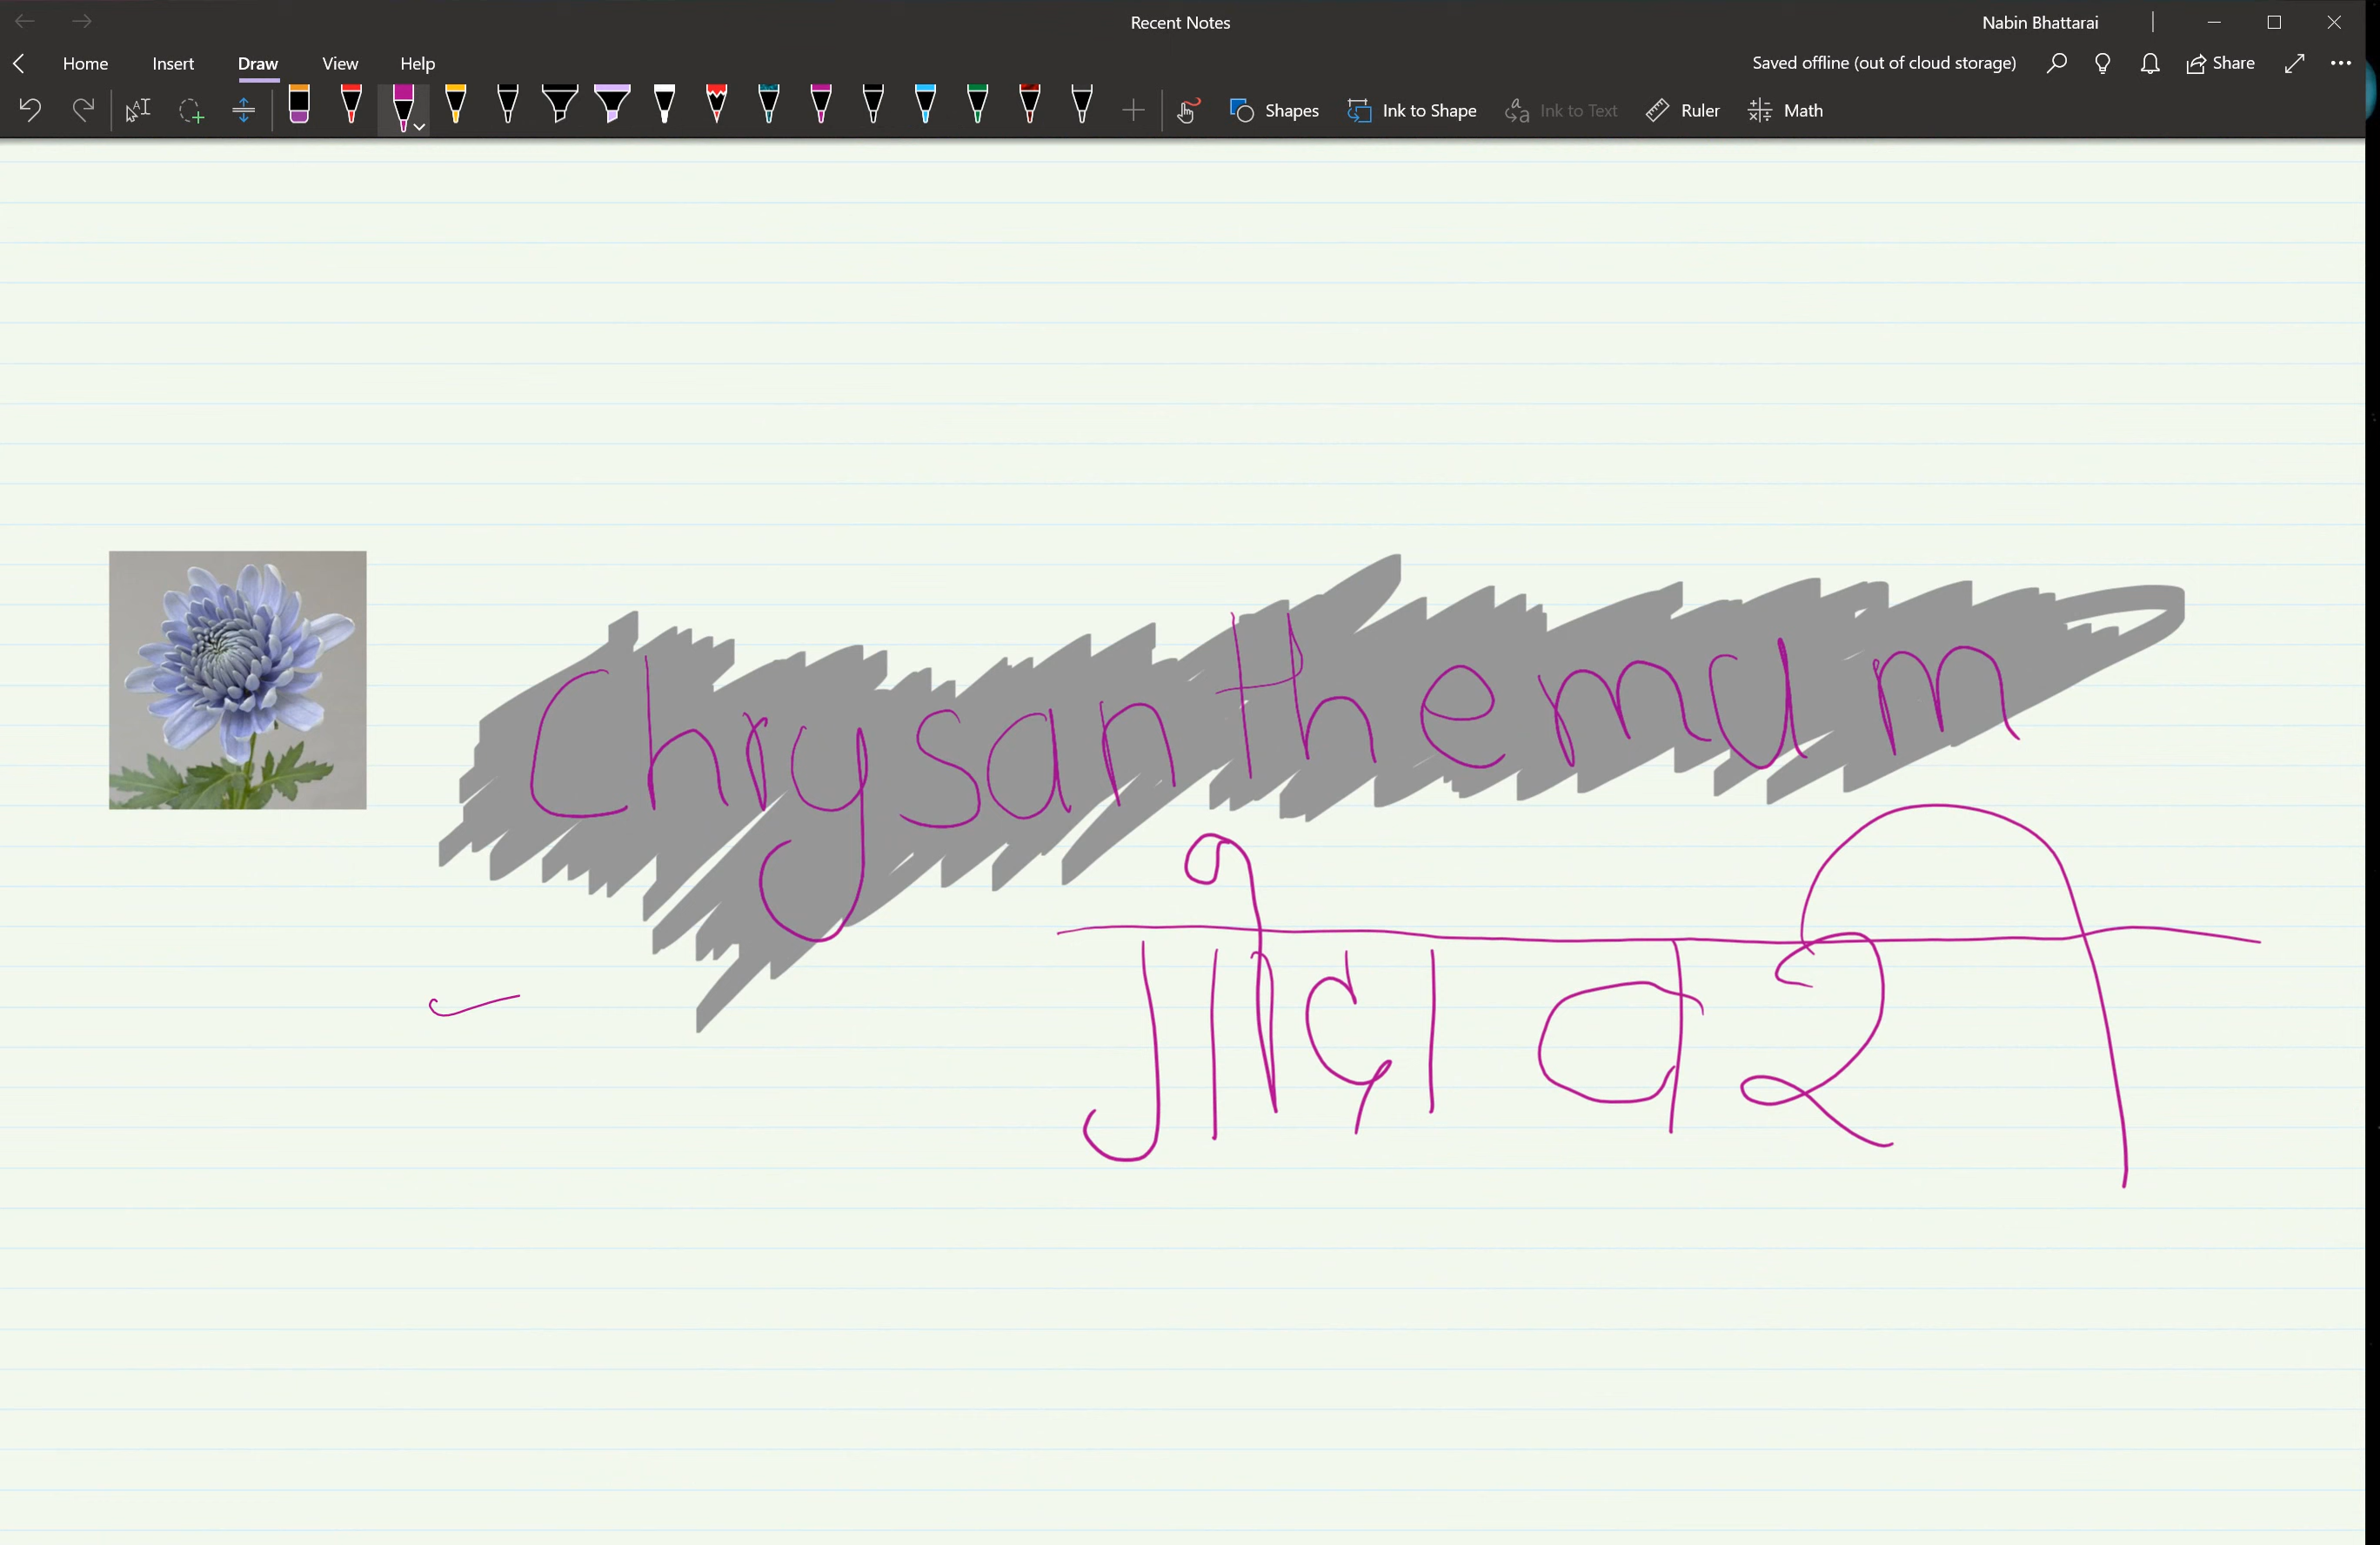 Recent Notes
Nabin Bhattarai
Home Insert Draw View Help
Saved offline (out of cloud storage)
Share
Shapes Ink to Shape Ink to Text Ruler Math
Chrysanthemum
गोदावरी